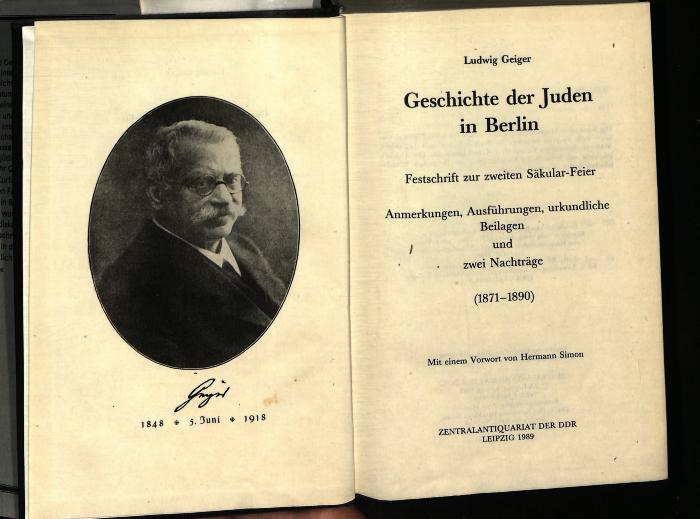 Geiger
1848 * 5. Juni * 1918
Ludwig Geiger
Geschichte der Juden
in Berlin
Festschrift zur zweiten Säkular-Feier
Anmerkungen, Ausführungen, urkundliche
Beilagen
und
zwei Nachträge
(1871–1890)
Mit einem Vorwort von Hermann Simon
ZENTRALANTIQUARIAT DER DDR
LEIPZIG 1989